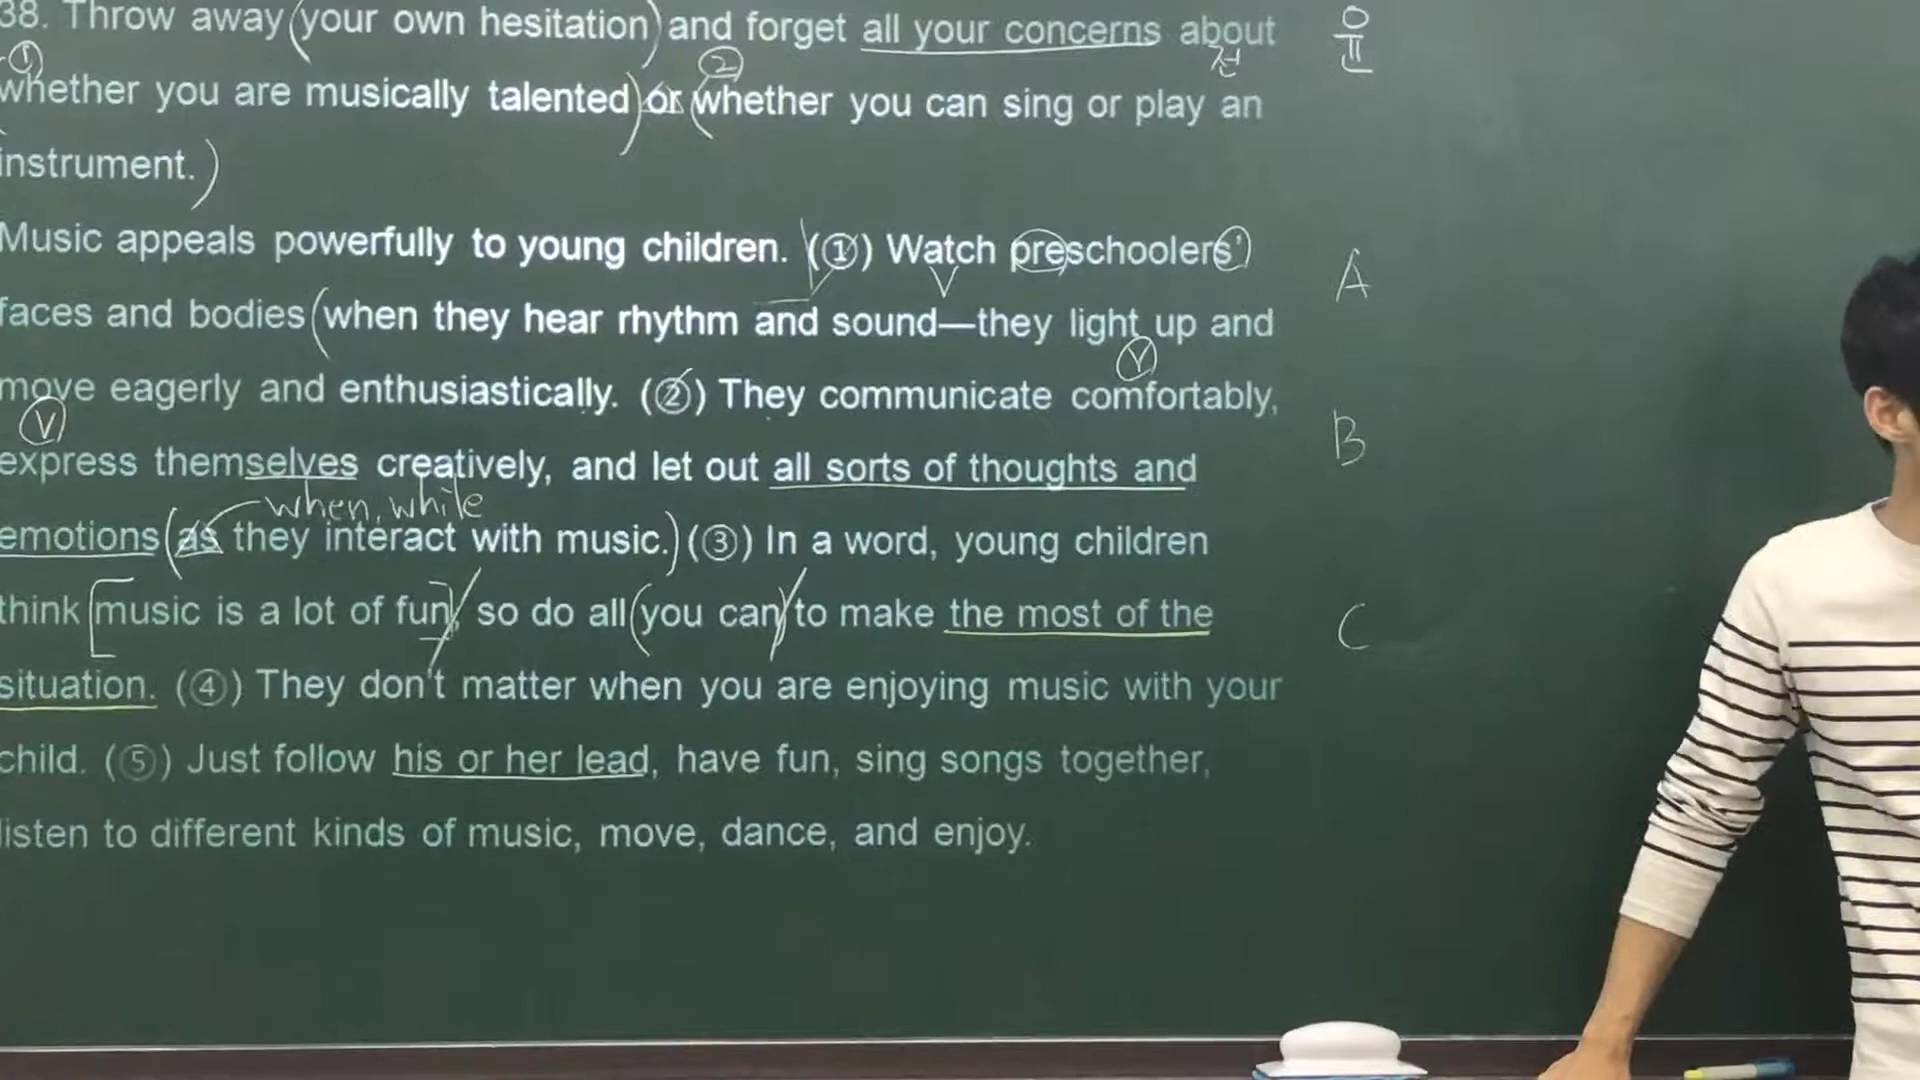 38. Throw away (your own hesitation) and forget all your concerns about
① ② 전
whether you are musically talented) or (whether you can sing or play an
instrument.)
Music appeals powerfully to young children. (①) Watch preschoolers'
V
faces and bodies (when they hear rhythm and sound—they light up and
V
move eagerly and enthusiastically. (②) They communicate comfortably,
V
express themselves creatively, and let out all sorts of thoughts and
when, while
emotions (as they interact with music.) (③) In a word, young children
think [music is a lot of fun], so do all (you can) to make the most of the
situation. (④) They don't matter when you are enjoying music with your
child. (⑤) Just follow his or her lead, have fun, sing songs together,
listen to different kinds of music, move, dance, and enjoy.
A
B
C